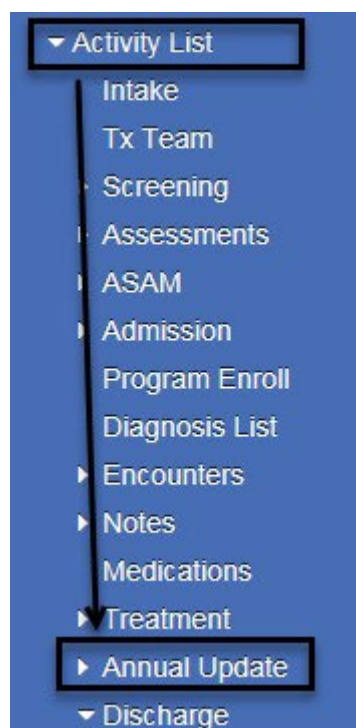 Activity List
Intake
Tx Team
Screening
Assessments
ASAM
Admission
Program Enroll
Diagnosis List
Encounters
Notes
Medications
Treatment
Annual Update
Discharge